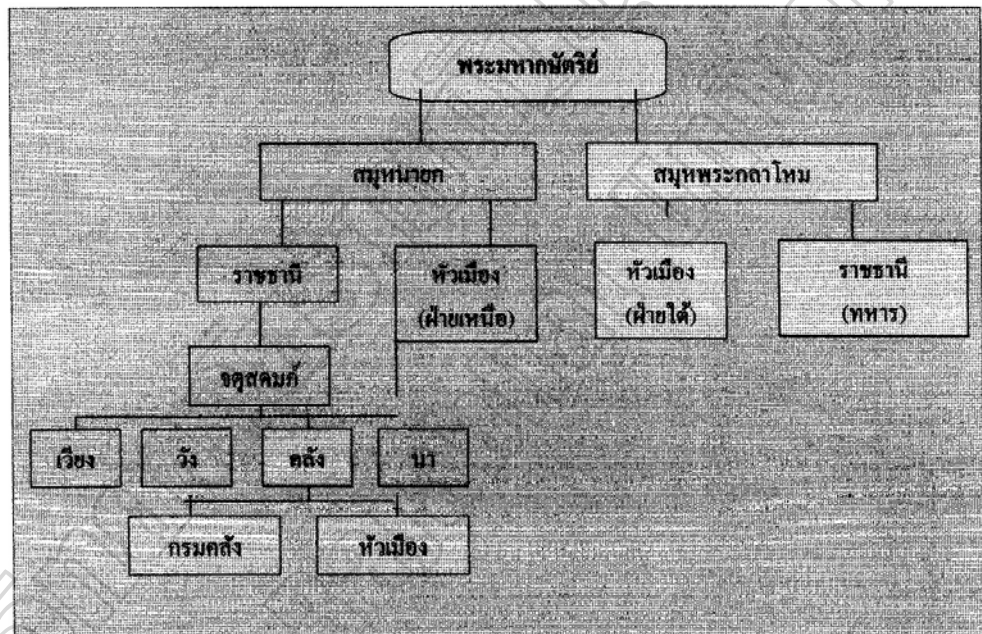 พระมหากษัตริย์
สมุหนายก
สมุหพระกลาโหม
ราชธานี
หัวเมือง
(ฝ่ายเหนือ)
หัวเมือง
(ฝ่ายใต้)
ราชธานี
(ทหาร)
จตุสดมภ์
เวียง
วัง
คลัง
นา
กรมคลัง
หัวเมือง